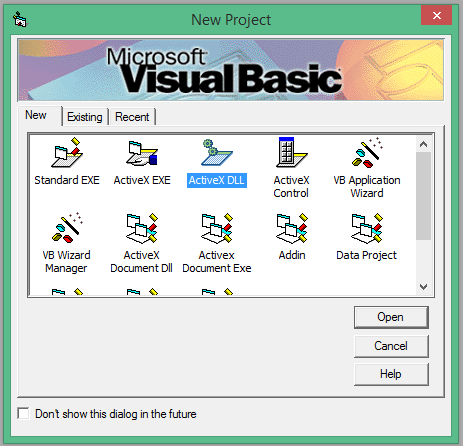 New Project
Microsoft
Visual Basic
New Existing Recent
Standard EXE ActiveX EXE ActiveX DLL ActiveX Control VB Application Wizard
VB Wizard Manager ActiveX Document Dll Activex Document Exe Addin Data Project
Open
Cancel
Help
Don't show this dialog in the future